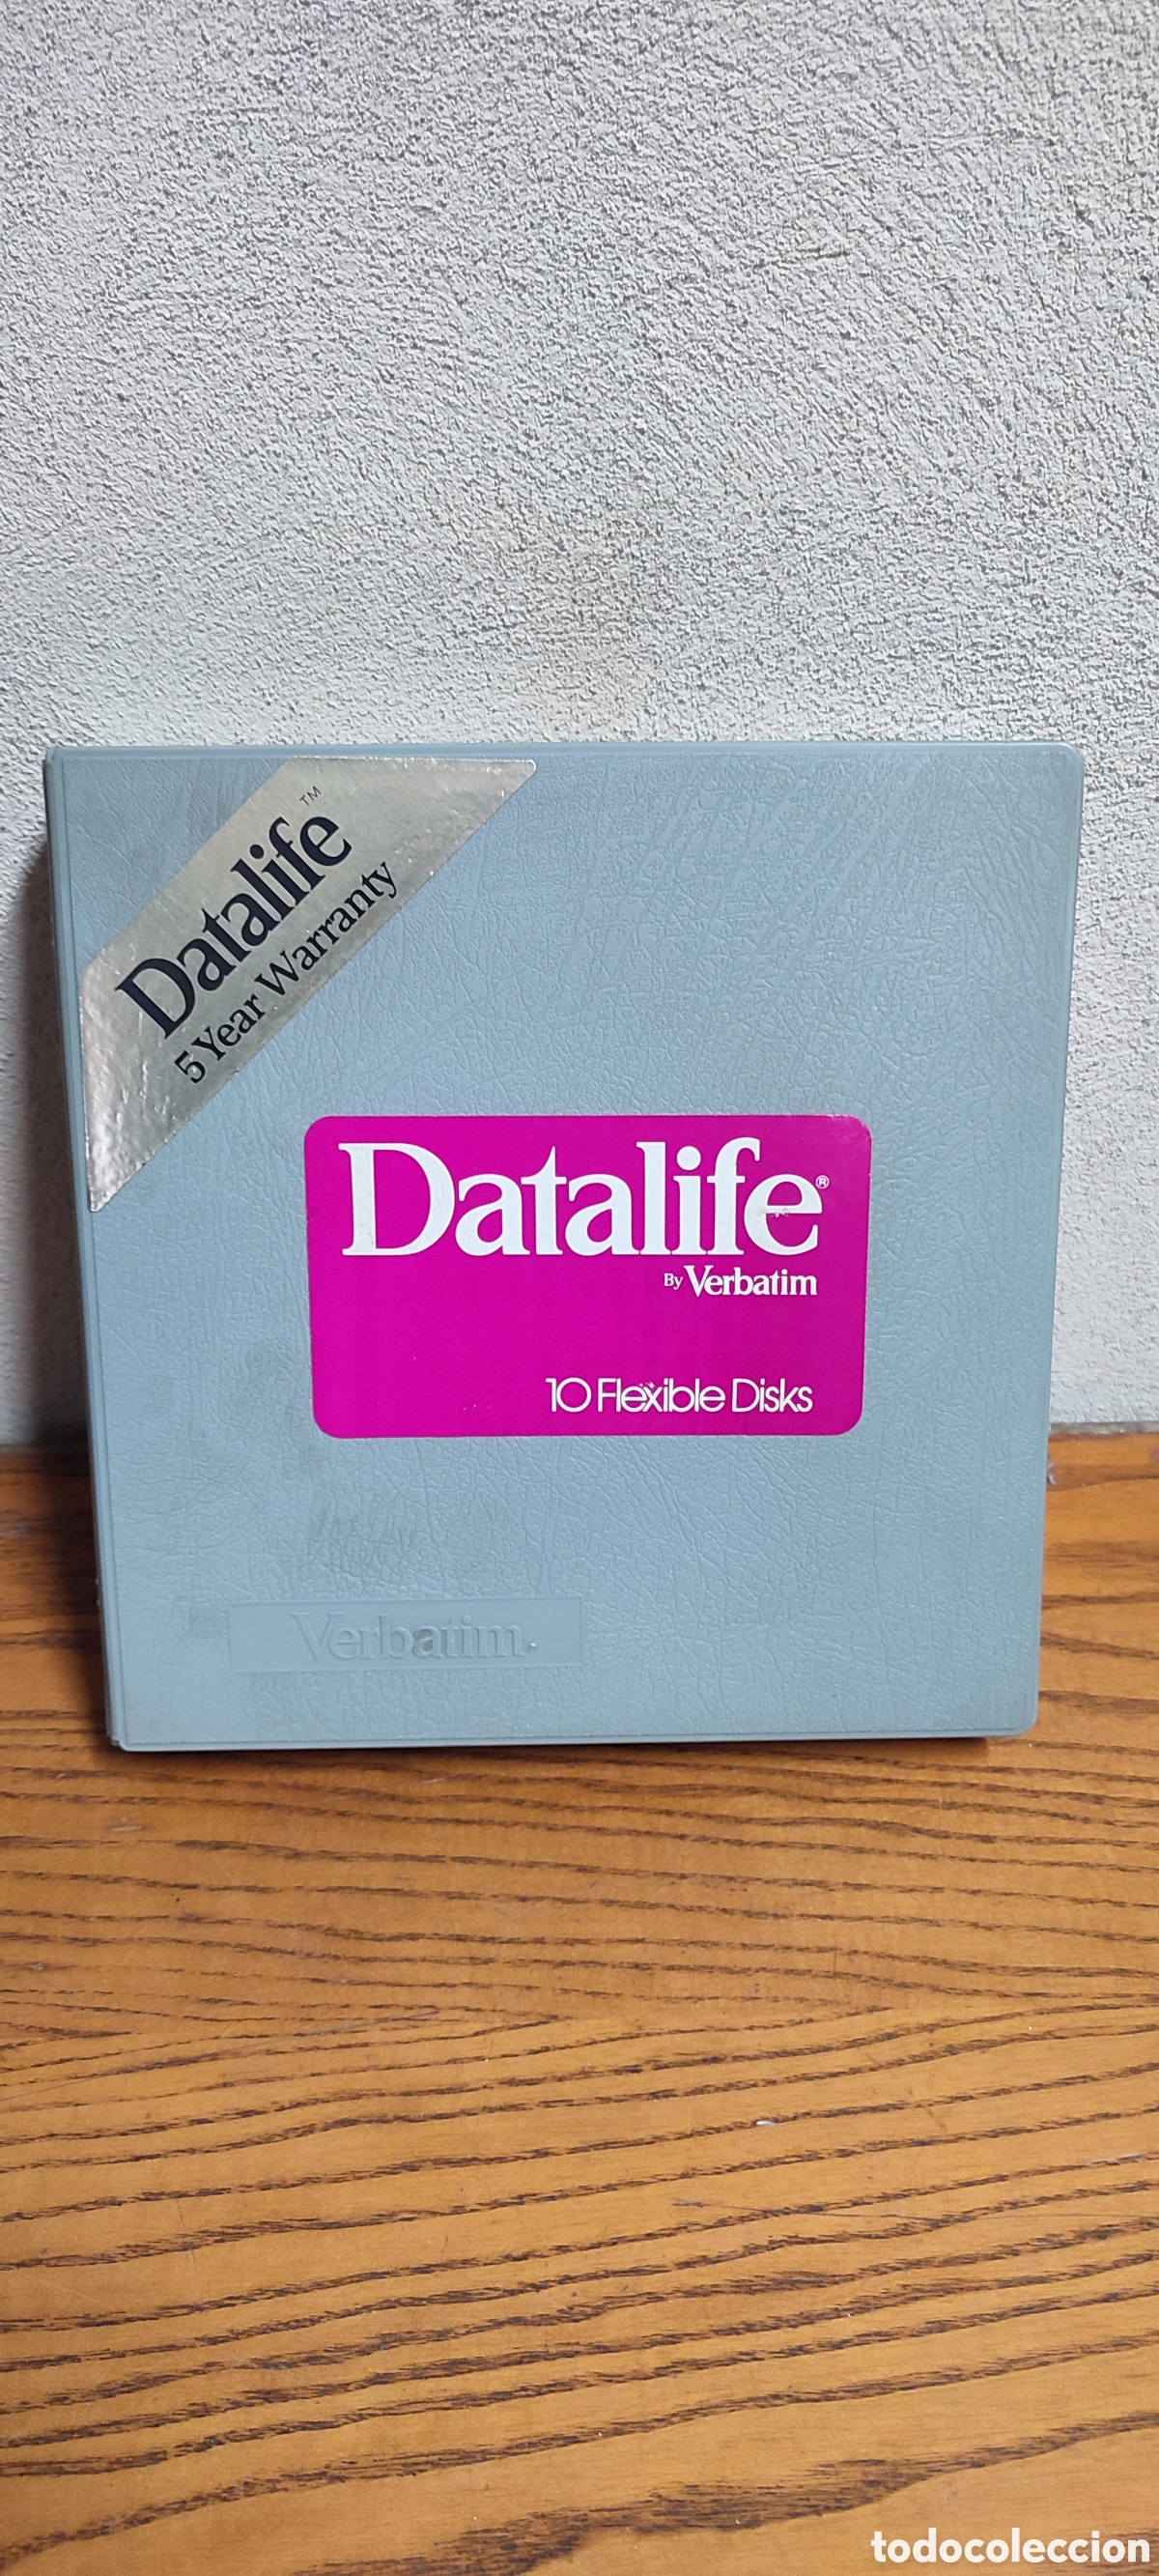 Datalife™
5 Year Warranty
Datalife®
By Verbatim
10 Flexible Disks
Verbatim.
todocoleccion